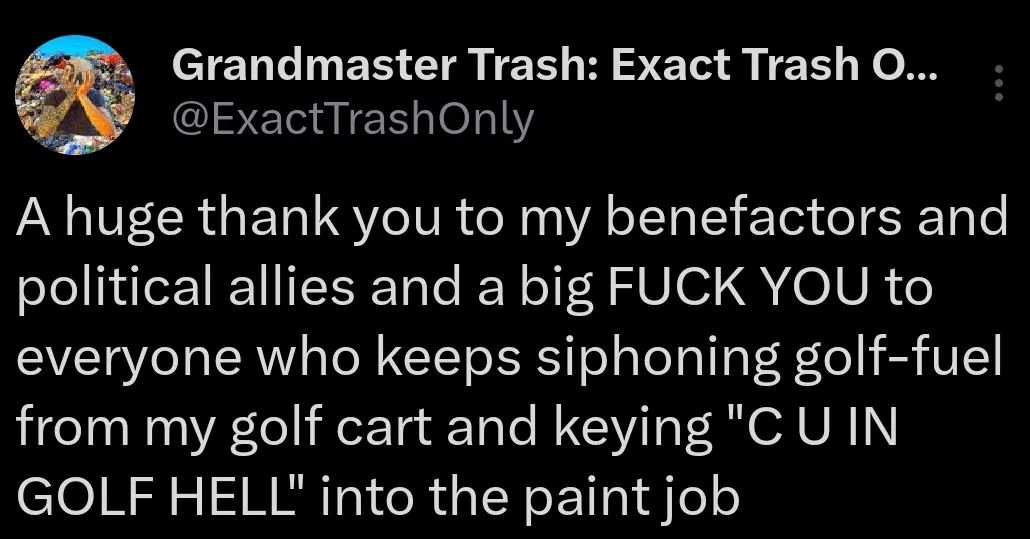 Grandmaster Trash: Exact Trash O...
@ExactTrashOnly
A huge thank you to my benefactors and
political allies and a big FUCK YOU to
everyone who keeps siphoning golf-fuel
from my golf cart and keying "C U IN
GOLF HELL" into the paint job